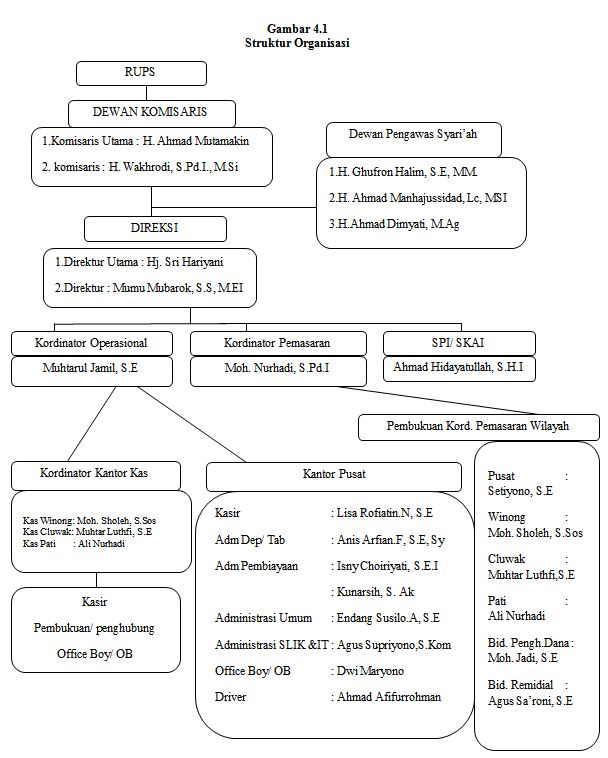 Gambar 4.1
Struktur Organisasi
RUPS
DEWAN KOMISARIS
1.Komisaris Utama : H. Ahmad Mutamakin
2. komisaris : H. Wakhrodi, S.Pd.I., M.Si
Dewan Pengawas Syari'ah
1.H. Ghufron Halim, S.E, MM.
2.H. Ahmad Manhajussidad, Lc, MSI
3.H.Ahmad Dimyati, M.Ag
DIREKSI
1.Direktur Utama : Hj. Sri Hariyani
2.Direktur : Mumu Mubarok, S.S, M.EI
Kordinator Operasional
Muhtarul Jamil, S.E
Kordinator Pemasaran
Moh. Nurhadi, S.Pd.I
SPI/ SKAI
Ahmad Hidayatullah, S.H.I
Pembukuan Kord. Pemasaran Wilayah
Pusat :
Setiyono, S.E
Winong :
Moh. Sholeh, S.Sos
Cluwak :
Muhtar Luthfi,S.E
Pati :
Ali Nurhadi
Bid. Pengh.Dana :
Moh. Jadi, S.E
Bid. Remidial :
Agus Sa'roni, S.E
Kordinator Kantor Kas
Kas Winong: Moh. Sholeh, S.Sos
Kas Cluwak: Muhtar Luthfi, S.E
Kas Pati : Ali Nurhadi
Kasir
Pembukuan/ penghubung
Office Boy/ OB
Kantor Pusat
Kasir : Lisa Rofiatin.N, S.E
Adm Dep/ Tab : Anis Arfian.F, S.E, Sy
Adm Pembiayaan : Isny Choiriyati, S.E.I
: Kunarsih, S. Ak
Administrasi Umum : Endang Susilo.A, S.E
Administrasi SLIK &IT : Agus Supriyono,S.Kom
Office Boy/ OB : Dwi Maryono
Driver : Ahmad Afifurrohman